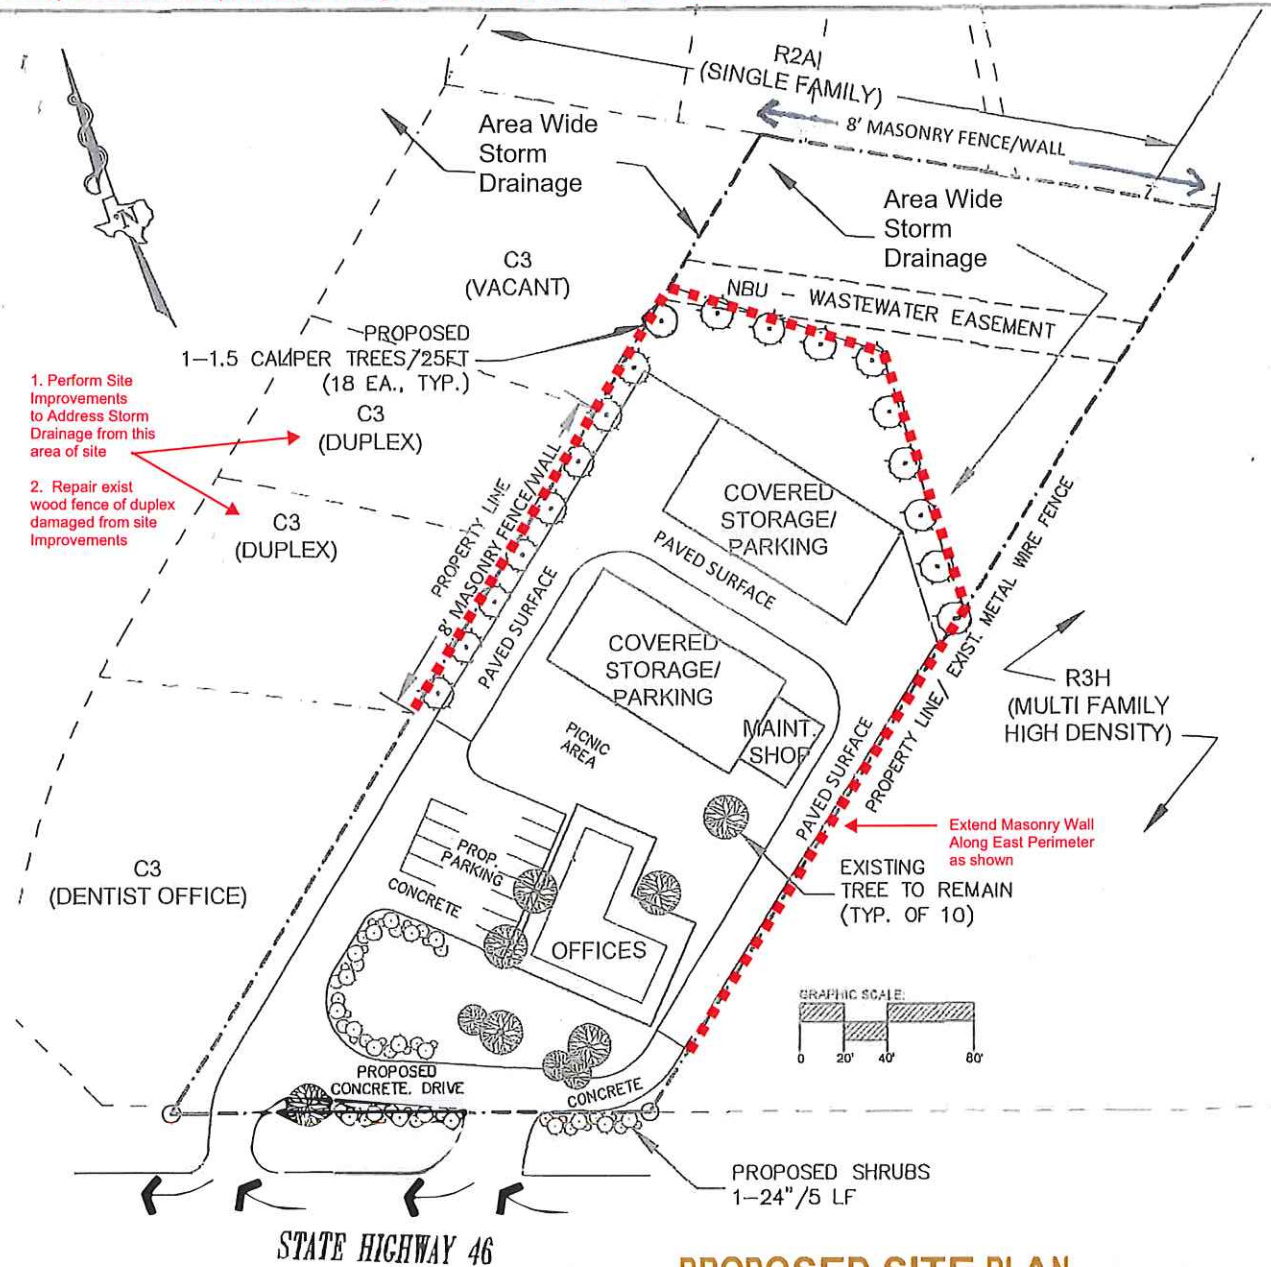 R2A
(SINGLE FAMILY)
8' MASONRY FENCE/WALL
Area Wide
Storm
Drainage
Area Wide
Storm
Drainage
N
C3
(VACANT)
NBU - WASTEWATER EASEMENT
PROPOSED
1-1.5 CALIPER TREES/25FT
(18 EA., TYP.)
1. Perform Site
Improvements
to Address Storm
Drainage from this
area of site
2. Repair exist
wood fence of duplex
damaged from site
Improvements
C3
(DUPLEX)
C3
(DUPLEX)
PROPERTY LINE
8' MASONRY FENCE/WALL
PAVED SURFACE
COVERED
STORAGE/
PARKING
PAVED SURFACE
COVERED
STORAGE/
PARKING
MAINT.
SHOP
PICNIC
AREA
PAVED SURFACE
PROPERTY LINE/ EXIST. METAL WIRE FENCE
R3H
(MULTI FAMILY
HIGH DENSITY)
Extend Masonry Wall
Along East Perimeter
as shown
EXISTING
TREE TO REMAIN
(TYP. OF 10)
C3
(DENTIST OFFICE)
PROP.
PARKING
CONCRETE
OFFICES
GRAPHIC SCALE:
0 20' 40' 80'
PROPOSED
CONCRETE. DRIVE
CONCRETE
PROPOSED SHRUBS
1-24"/5 LF
STATE HIGHWAY 46
PROPOSED SITE PLAN